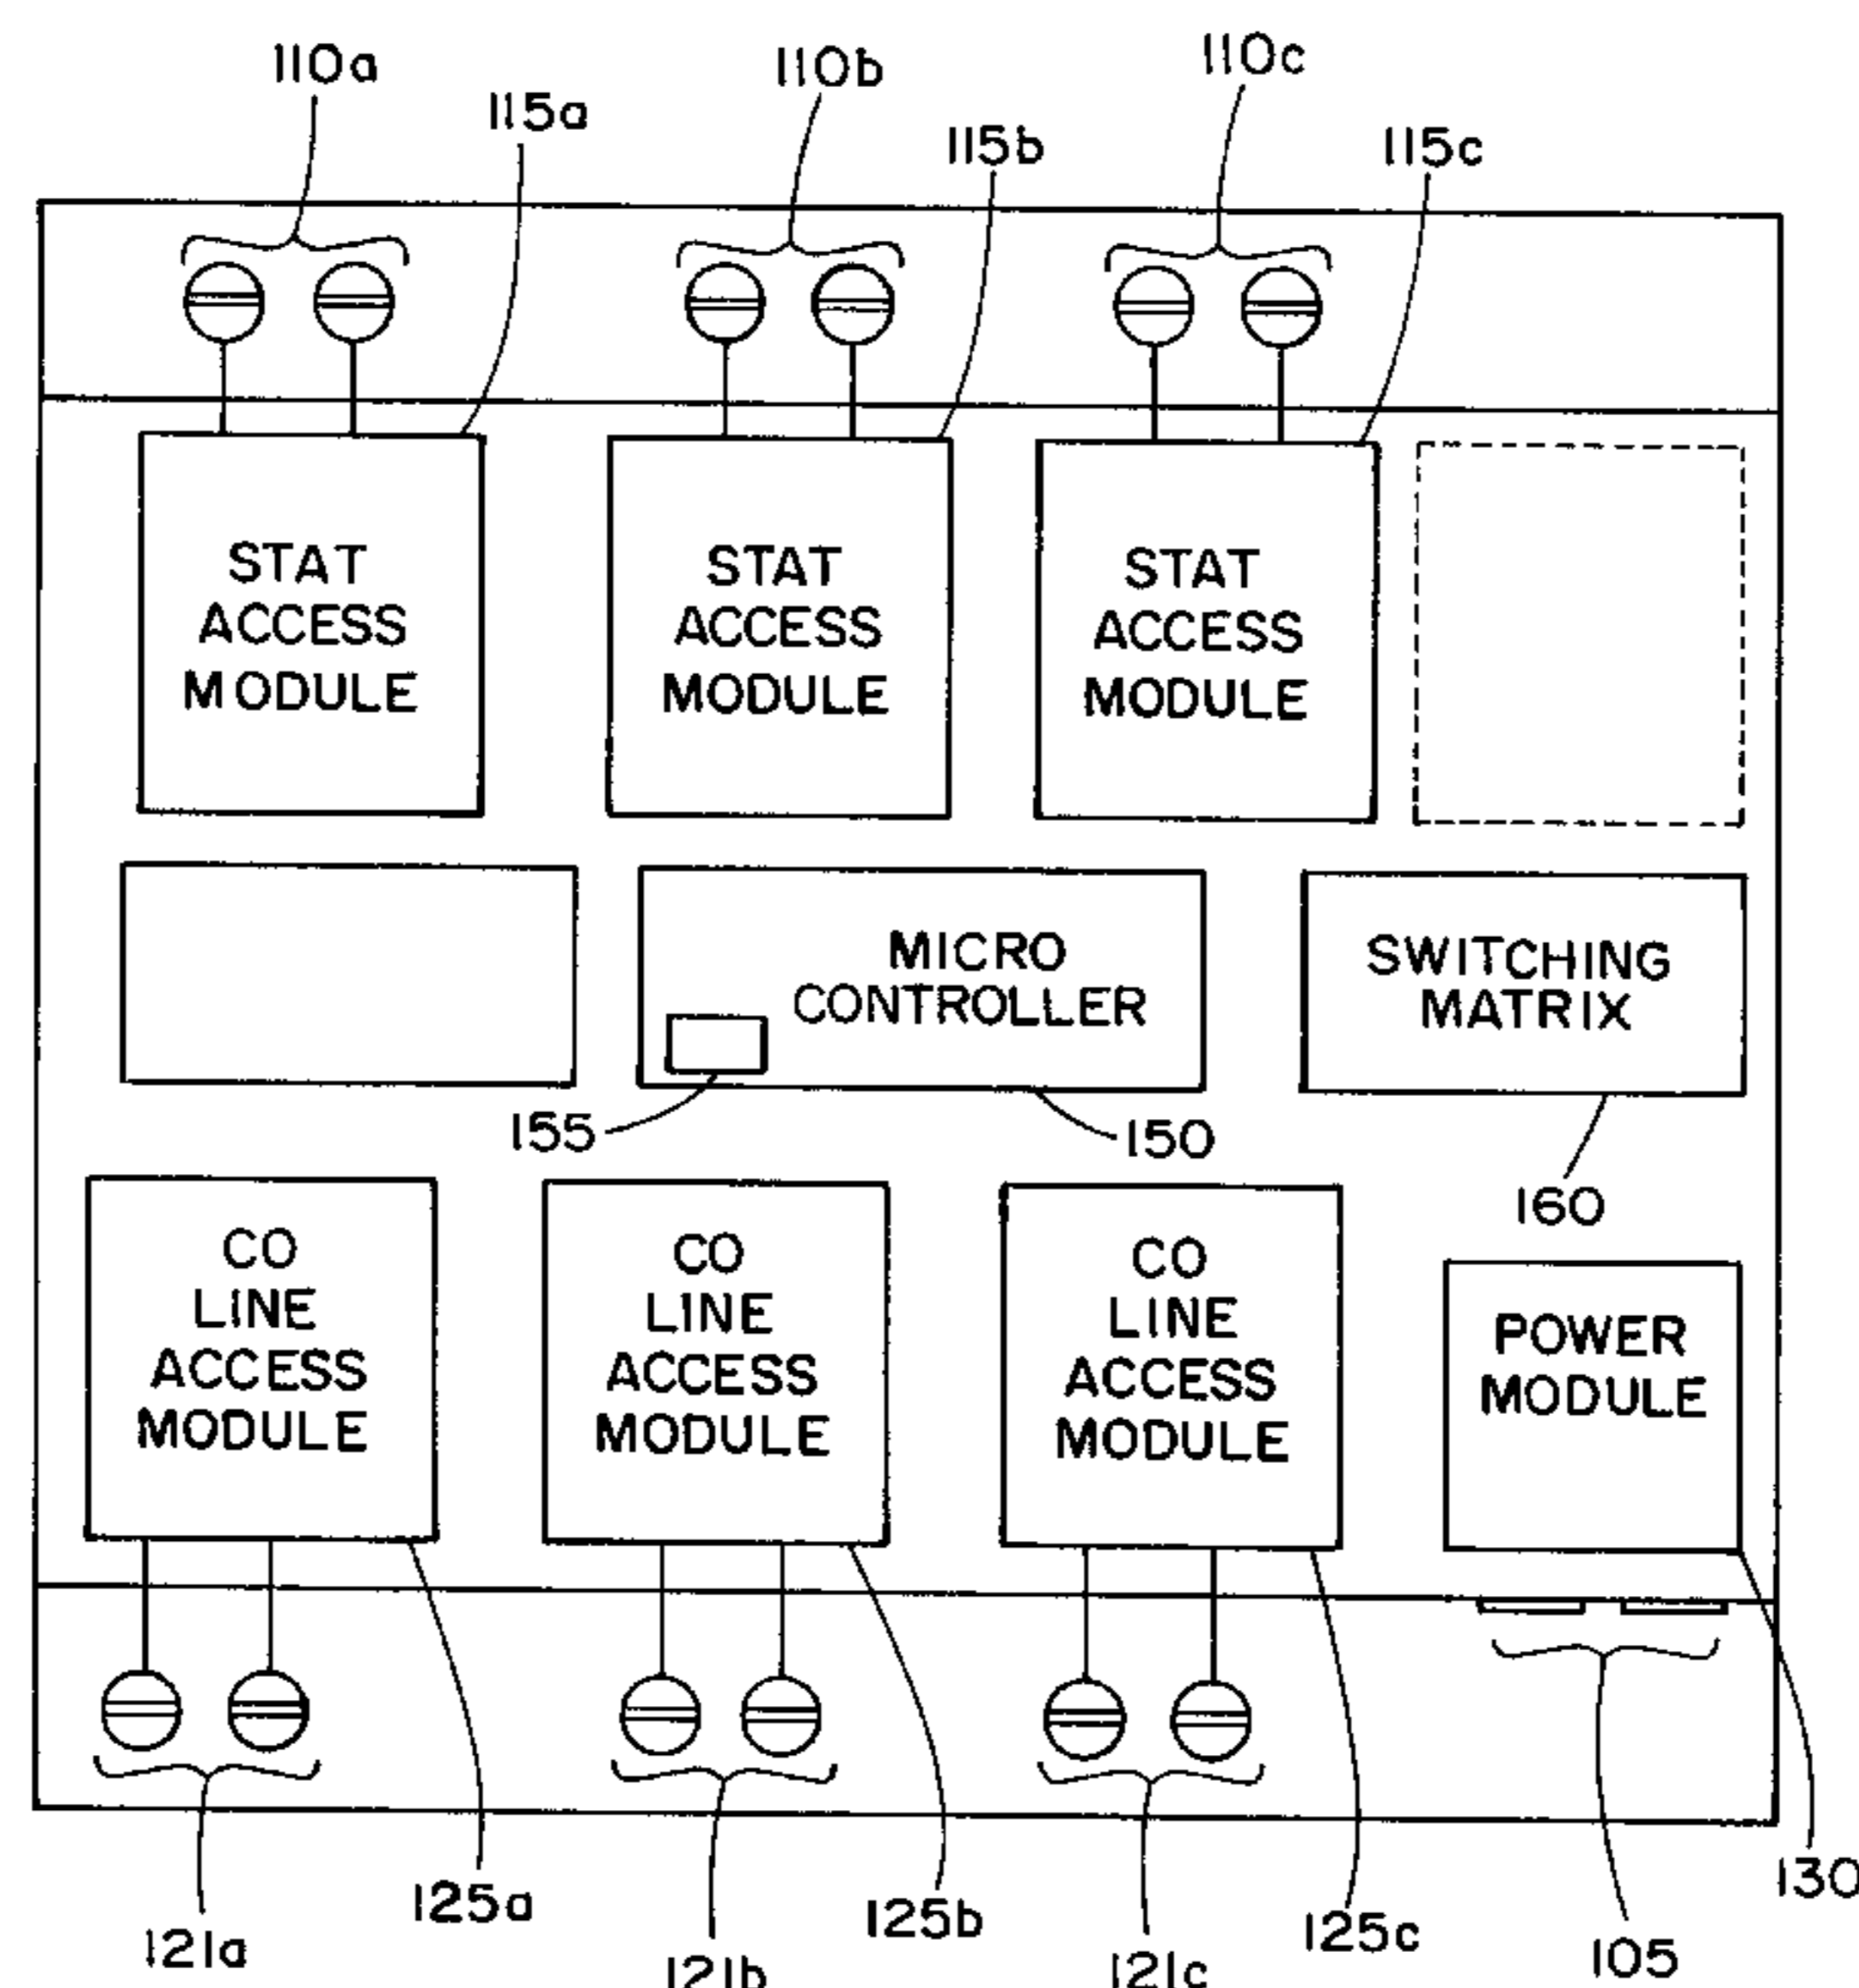 110a
110b
110c
115a
115b
115c
STAT
ACCESS
MODULE
STAT
ACCESS
MODULE
STAT
ACCESS
MODULE
MICRO
CONTROLLER
SWITCHING
MATRIX
155
150
160
CO
LINE
ACCESS
MODULE
CO
LINE
ACCESS
MODULE
CO
LINE
ACCESS
MODULE
POWER
MODULE
121a
125a
121b
125b
121c
125c
105
130